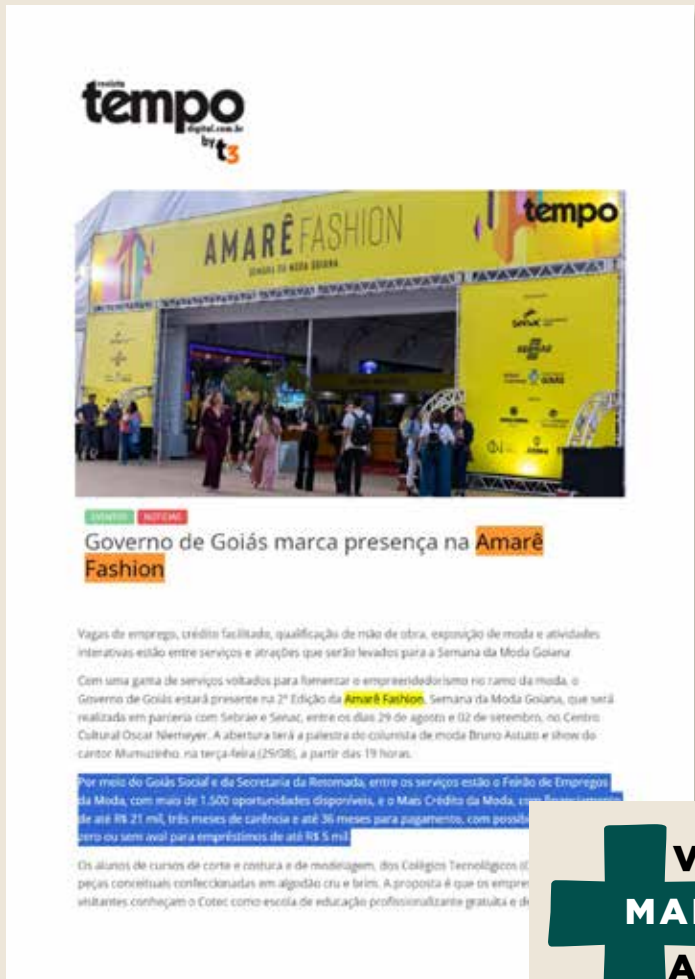 revista
tempo
digital.com.br
by t3
tempo
AMARÊ FASHION
SEMANA DA MODA GOIANA
Senac
SEBRAE
GOIÁS
EVENTOS NOTÍCIAS
Governo de Goiás marca presença na Amarê
Fashion
Vagas de emprego, crédito facilitado, qualificação de mão de obra, exposição de moda e atividades
interativas estão entre serviços e atrações que serão levados para a Semana da Moda Goiana
Com uma gama de serviços voltados para fomentar o empreendedorismo no ramo da moda, o
Governo de Goiás estará presente na 2ª Edição da Amarê Fashion, Semana da Moda Goiana, que será
realizada em parceria com Sebrae e Senac, entre os dias 29 de agosto e 02 de setembro, no Centro
Cultural Oscar Niemeyer. A abertura terá a palestra do colunista de moda Bruno Astuto e show do
cantor Mumuzinho, na terça-feira (29/08), a partir das 19 horas.
Por meio do Goiás Social e da Secretaria da Retomada, entre os serviços estão o Feirão de Empregos
da Moda, com mais de 1.500 oportunidades disponíveis, e o Mais Crédito da Moda, com financiamento
de até R$ 21 mil, três meses de carência e até 36 meses para pagamento, com
zero ou sem aval para empréstimos de até R$ 5 mil.
Os alunos de cursos de corte e costura e de modelagem, dos Colégios Tecnológicos
peças conceituais confeccionadas em algodão cru e brim. A proposta é que os
visitantes conheçam o Cotec como escola de educação profissionalizante gratuita e